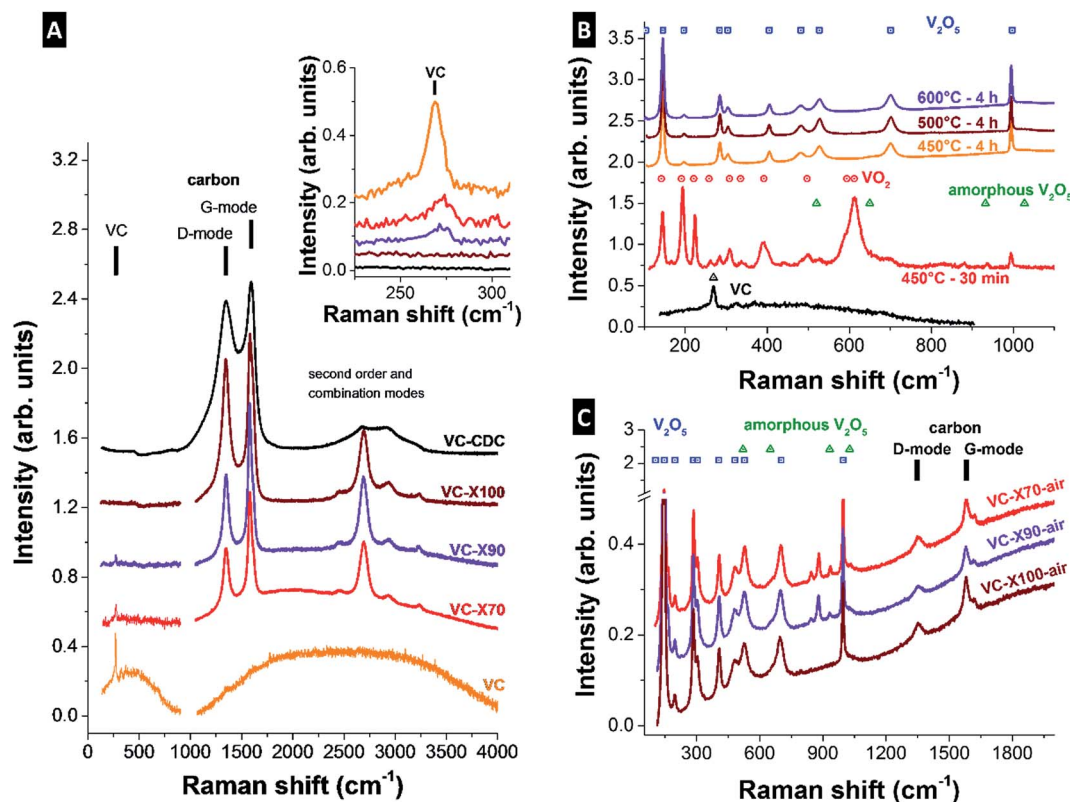 A
Intensity (arb. units)
3.2
2.8
2.4
2.0
1.6
1.2
0.8
0.4
0.0
0 500 1000 1500 2000 2500 3000 3500 4000
Raman shift (cm⁻¹)
VC
carbon
G-mode
D-mode
second order and
combination modes
VC-CDC
VC-X100
VC-X90
VC-X70
VC
Intensity (arb. units)
0.6
0.4
0.2
0.0
VC
250 270 290 310
Raman shift (cm⁻¹)
B
Intensity (arb. units)
3.5
3.0
2.5
2.0
1.5
1.0
0.5
0.0
V₂O₅
600°C - 4 h
500°C - 4 h
450°C - 4 h
VO₂
amorphous V₂O₅
450°C - 30 min
VC
200 400 600 800 1000
Raman shift (cm⁻¹)
C
Intensity (arb. units)
3
2
0.4
0.2
0.0
V₂O₅
amorphous V₂O₅
carbon
D-mode
G-mode
VC-X70-air
VC-X90-air
VC-X100-air
300 600 900 1200 1500 1800
Raman shift (cm⁻¹)